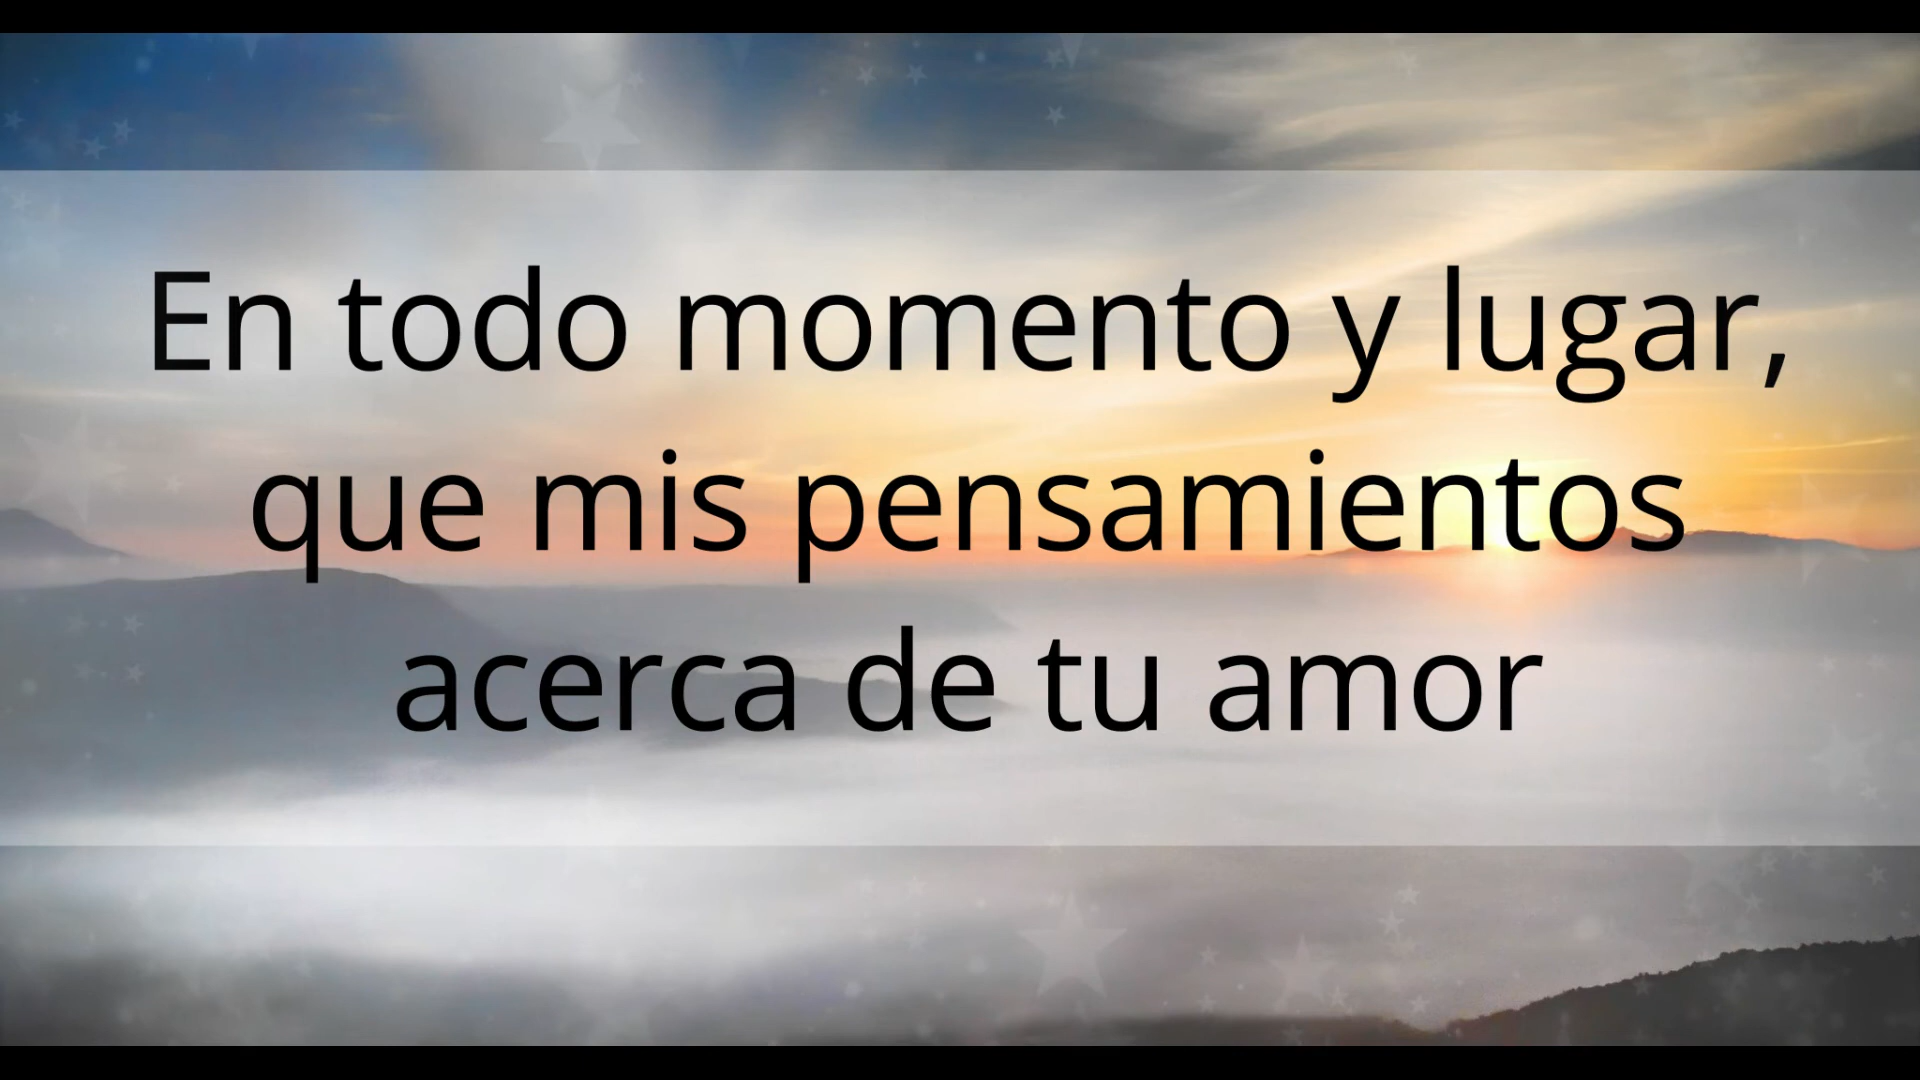 En todo momento y lugar,
que mis pensamientos
acerca de tu amor